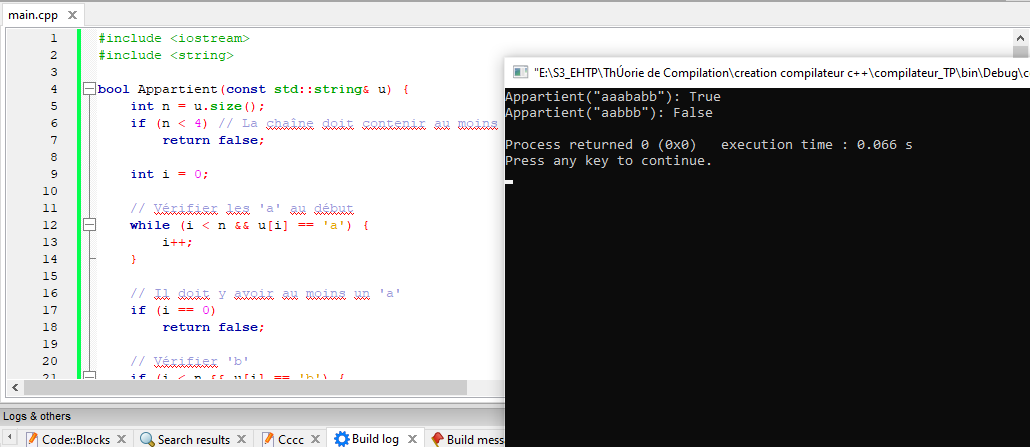 main.cpp X
1 #include <iostream>
2 #include <string>
3
4 bool Appartient(const std::string& u) {
5 int n = u.size();
6 if (n < 4) // La chaîne doit contenir au moins
7 return false;
8
9 int i = 0;
10
11 // Vérifier les 'a' au début
12 while (i < n && u[i] == 'a') {
13 i++;
14 }
15
16 // Il doit y avoir au moins un 'a'
17 if (i == 0)
18 return false;
19
20 // Vérifier 'b'
21 if (i < n && u[i] == 'b') {
"E:\S3_EHTP\ThÚorie de Compilation\creation compilateur c++\compilateur_TP\bin\Debug\c
Appartient("aaababb"): True
Appartient("aabbb"): False
Process returned 0 (0x0) execution time : 0.066 s
Press any key to continue.
Logs & others
Code::Blocks X Search results X Cccc X Build log X Build mess